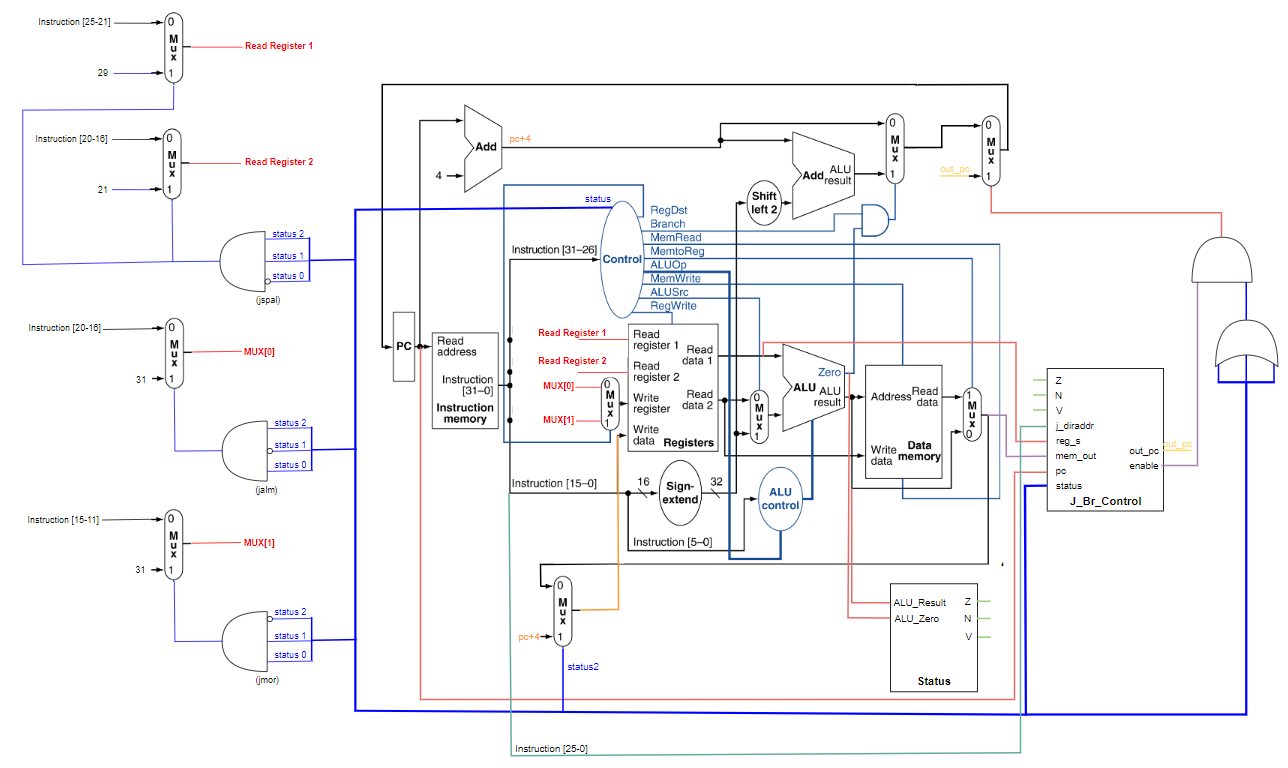 Instruction [25-21]
0
Mux
1
Read Register 1
29
Instruction [20-16]
0
Mux
1
Read Register 2
21
status 2
status 1
status 0
(jspal)
Instruction [20-16]
0
Mux
1
MUX[0]
31
status 2
status 1
status 0
(jalm)
Instruction [15-11]
0
Mux
1
MUX[1]
31
status 2
status 1
status 0
(jmor)
Add
4
pc+4
Shift
left 2
Add ALU
result
0
Mux
1
0
Mux
1
out_pc
status
Instruction [31–26]
Control
RegDst
Branch
MemRead
MemtoReg
ALUOp
MemWrite
ALUSrc
RegWrite
PC
Read
address
Instruction
[31–0]
Instruction
memory
Read Register 1
Read Register 2
MUX[0]
MUX[1]
0
Mux
1
Read
register 1
Read
register 2
Write
register
Write
data
Read
data 1
Read
data 2
Registers
0
Mux
1
Zero
ALU ALU
result
Address
Read
data
Write
data
Data
memory
1
Mux
0
Instruction [15–0]
16
Sign-
extend
32
ALU
control
Instruction [5–0]
0
Mux
1
pc+4
status2
ALU_Result
ALU_Zero
Z
N
V
Status
Z
N
V
j_diraddr
reg_s
mem_out
pc
status
out_pc
enable
J_Br_Control
out_pc
Instruction [25-0]